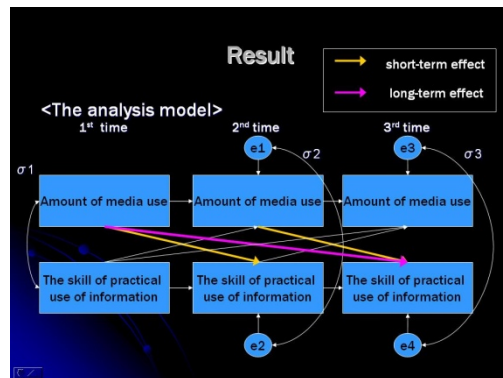 Result
short-term effect
long-term effect
<The analysis model>
1st time
2nd time
3rd time
σ1
e1
σ2
e3
σ3
Amount of media use
Amount of media use
Amount of media use
The skill of practical
use of information
The skill of practical
use of information
The skill of practical
use of information
e2
e4